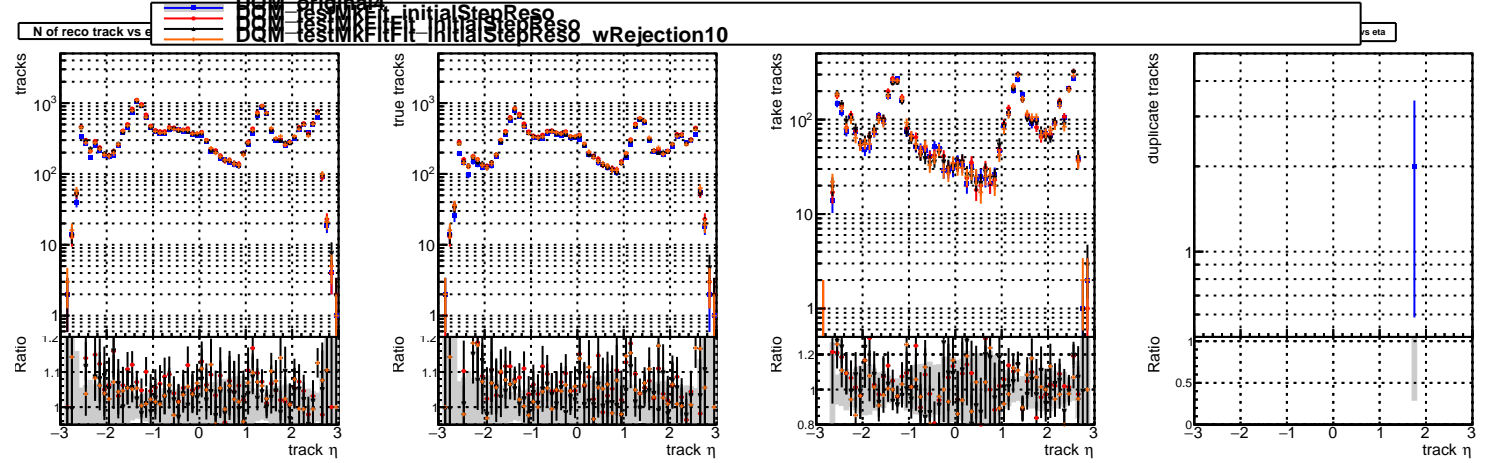 DQM_original4
DQM_testMkFit_initialStepReso
DQM_testMkFitFit_initialStepReso
DQM_testMkFitFit_initialStepReso_wRejection10
N of reco track vs e
vs eta
tracks
10³
10²
10
1
Ratio
1.2
1.1
1
−3 −2 −1 0 1 2 3
track η
true tracks
10³
10²
10
1
Ratio
1.2
1.1
1
−3 −2 −1 0 1 2 3
track η
fake tracks
10²
10
1
Ratio
1.2
1
0.8
−3 −2 −1 0 1 2 3
track η
duplicate tracks
1
Ratio
1
0.5
0
−3 −2 −1 0 1 2 3
track η